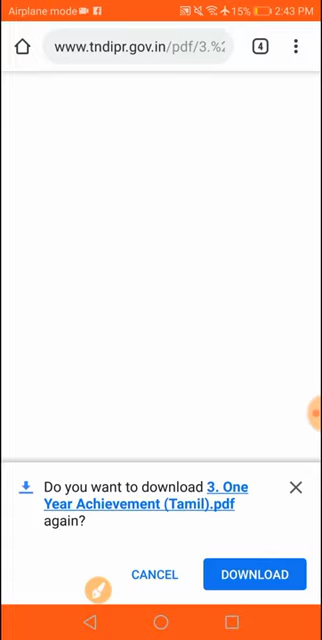 Airplane mode 15% 2:43 PM
www.tndipr.gov.in/pdf/3.%2 4
Do you want to download 3. One
Year Achievement (Tamil).pdf
again?
CANCEL DOWNLOAD